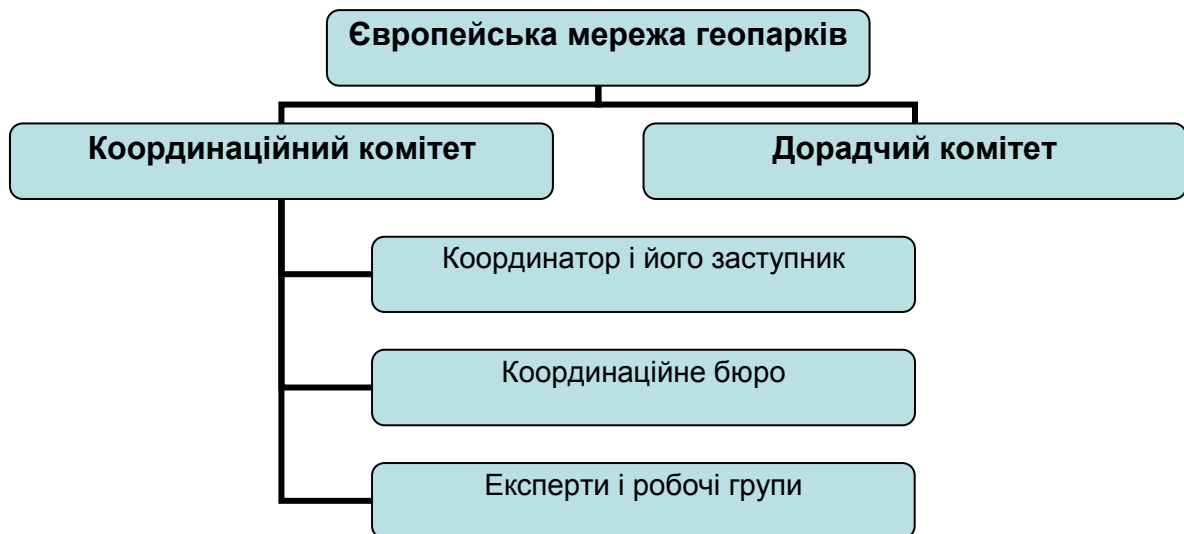 Європейська мережа геопарків
Координаційний комітет
Дорадчий комітет
Координатор і його заступник
Координаційне бюро
Експерти і робочі групи